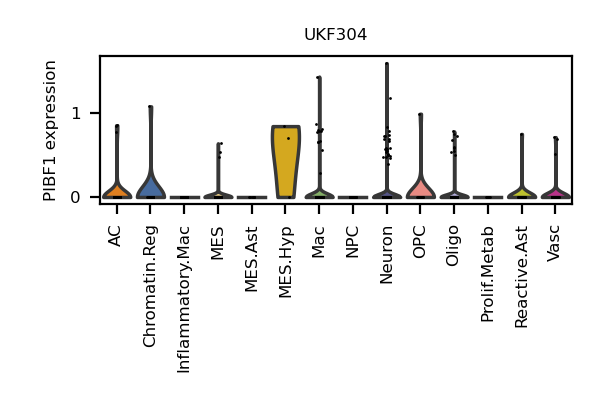 UKF304
PIBF1 expression
1
0
AC
Chromatin.Reg
Inflammatory.Mac
MES
MES.Ast
MES.Hyp
Mac
NPC
Neuron
OPC
Oligo
Prolif.Metab
Reactive.Ast
Vasc